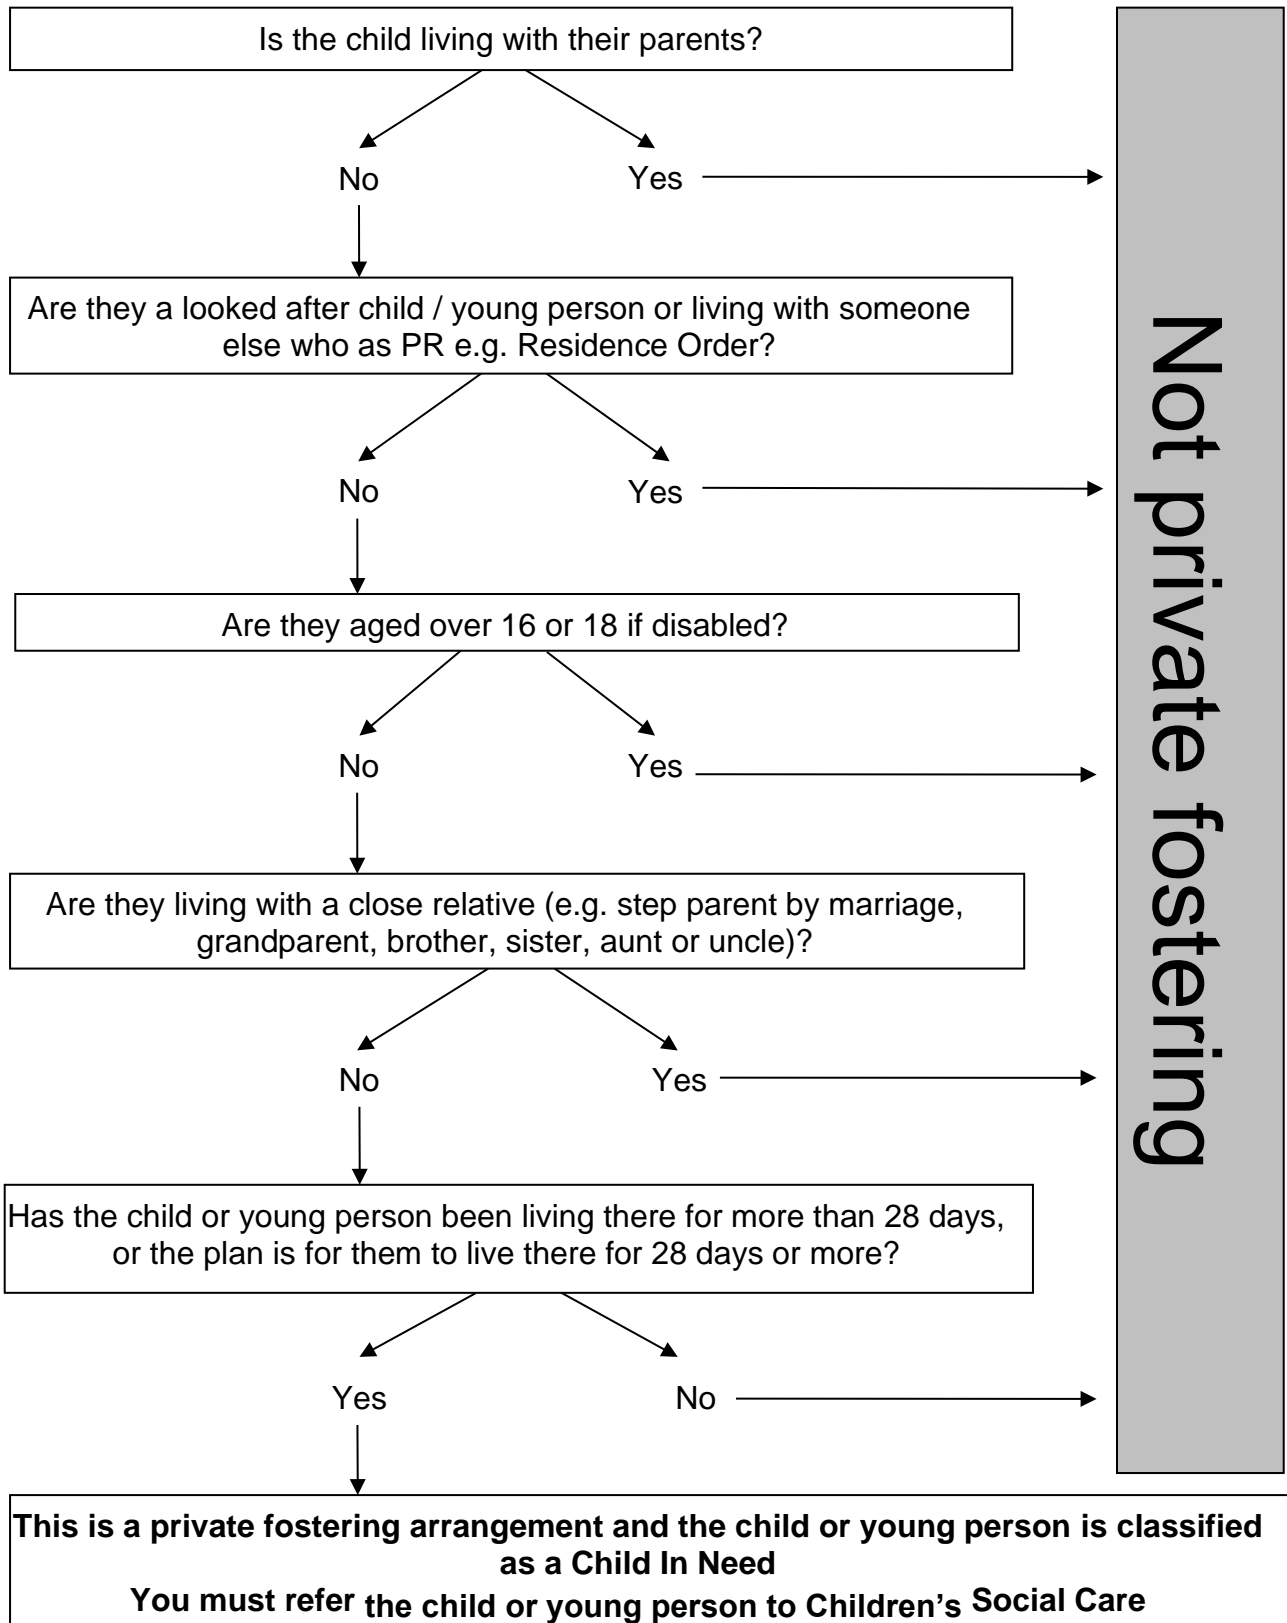 Is the child living with their parents?
No
Yes
Are they a looked after child / young person or living with someone
else who as PR e.g. Residence Order?
No
Yes
Are they aged over 16 or 18 if disabled?
No
Yes
Are they living with a close relative (e.g. step parent by marriage,
grandparent, brother, sister, aunt or uncle)?
No
Yes
Has the child or young person been living there for more than 28 days,
or the plan is for them to live there for 28 days or more?
Yes
No
Not private fostering
This is a private fostering arrangement and the child or young person is classified
as a Child In Need
You must refer the child or young person to Children's Social Care